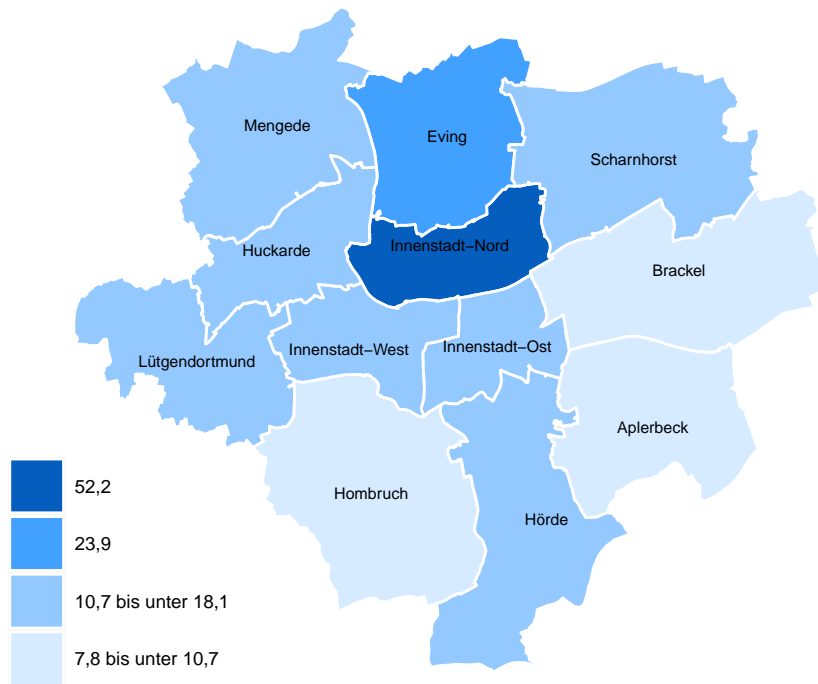 Mengede
Eving
Scharnhorst
Huckarde
Innenstadt−Nord
Brackel
Lütgendortmund
Innenstadt−West
Innenstadt−Ost
Aplerbeck
Hombruch
Hörde
52,2
23,9
10,7 bis unter 18,1
7,8 bis unter 10,7